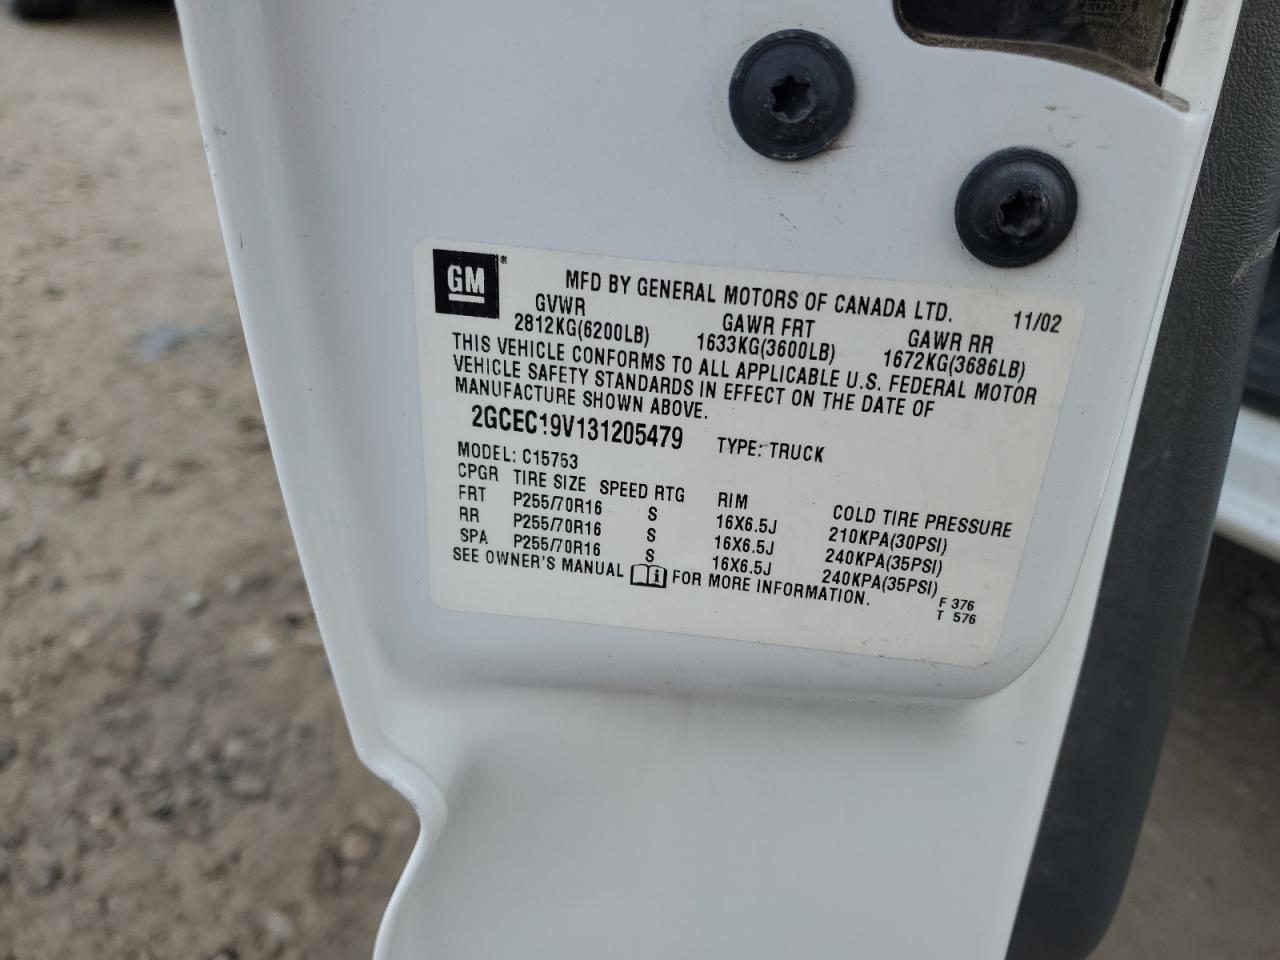 GM®
MFD BY GENERAL MOTORS OF CANADA LTD. 11/02
GVWR GAWR FRT GAWR RR
2812KG(6200LB) 1633KG(3600LB) 1672KG(3686LB)
THIS VEHICLE CONFORMS TO ALL APPLICABLE U.S. FEDERAL MOTOR
VEHICLE SAFETY STANDARDS IN EFFECT ON THE DATE OF
MANUFACTURE SHOWN ABOVE.
2GCEC19V131205479 TYPE: TRUCK
MODEL: C15753
CPGR TIRE SIZE SPEED RTG RIM COLD TIRE PRESSURE
FRT P255/70R16 S 16X6.5J 210KPA(30PSI)
RR P255/70R16 S 16X6.5J 240KPA(35PSI)
SPA P255/70R16 S 16X6.5J 240KPA(35PSI)
SEE OWNER'S MANUAL FOR MORE INFORMATION.
F 376
T 576